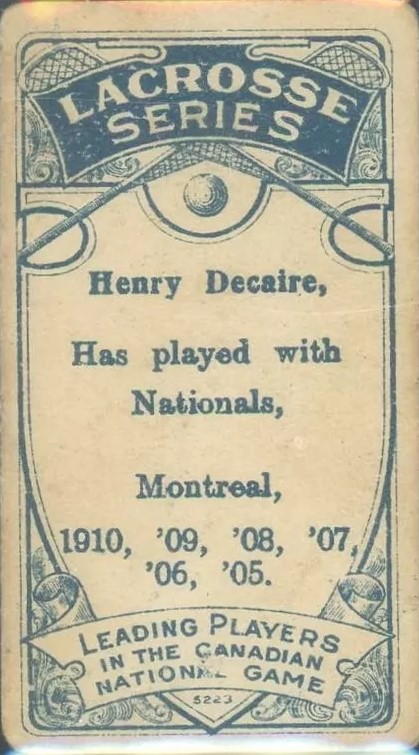 LACROSSE
SERIES
Henry Decaire,
Has played with
Nationals,
Montreal,
1910, '09, '08, '07,
'06, '05.
LEADING PLAYERS
IN THE CANADIAN
NATIONAL GAME
5223